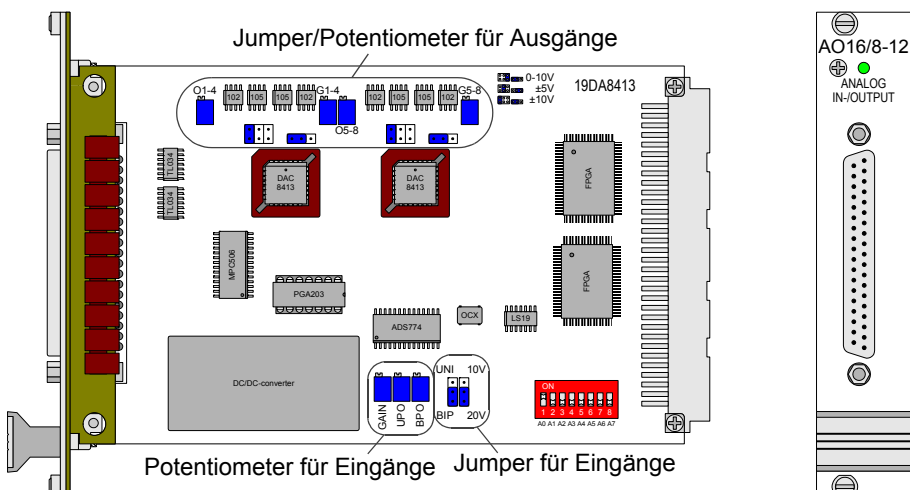 Jumper/Potentiometer für Ausgänge
O1-4
102
105
105
102
G1-4
O5-8
102
105
105
102
G5-8
0-10V
±5V
±10V
19DA8413
TL034
TL034
DAC
8413
DAC
8413
FPGA
FPGA
MPC506
PGA203
ADS774
OCX
LS19
DC/DC-converter
GAIN
UPO
BPO
UNI 10V
BIP 20V
ON
1 2 3 4 5 6 7 8
A0 A1 A2 A3 A4 A5 A6 A7
Potentiometer für Eingänge
Jumper für Eingänge
AO16/8-12
ANALOG
IN-/OUTPUT